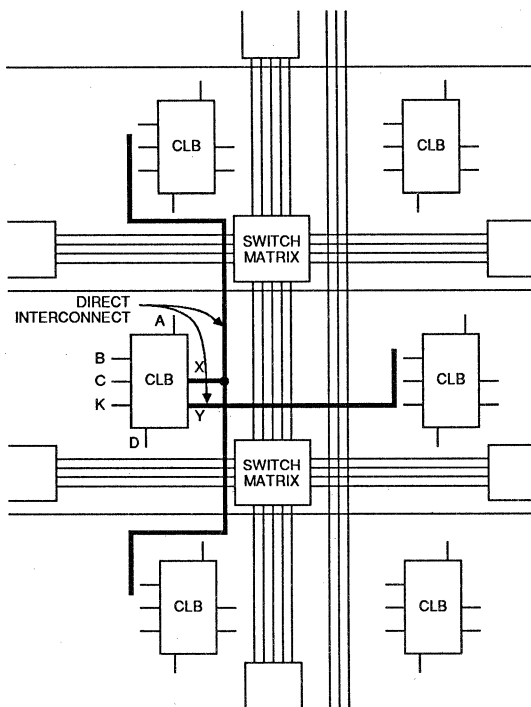 CLB
CLB
SWITCH
MATRIX
DIRECT
INTERCONNECT
A
B
C
K
D
CLB
X
Y
CLB
SWITCH
MATRIX
CLB
CLB